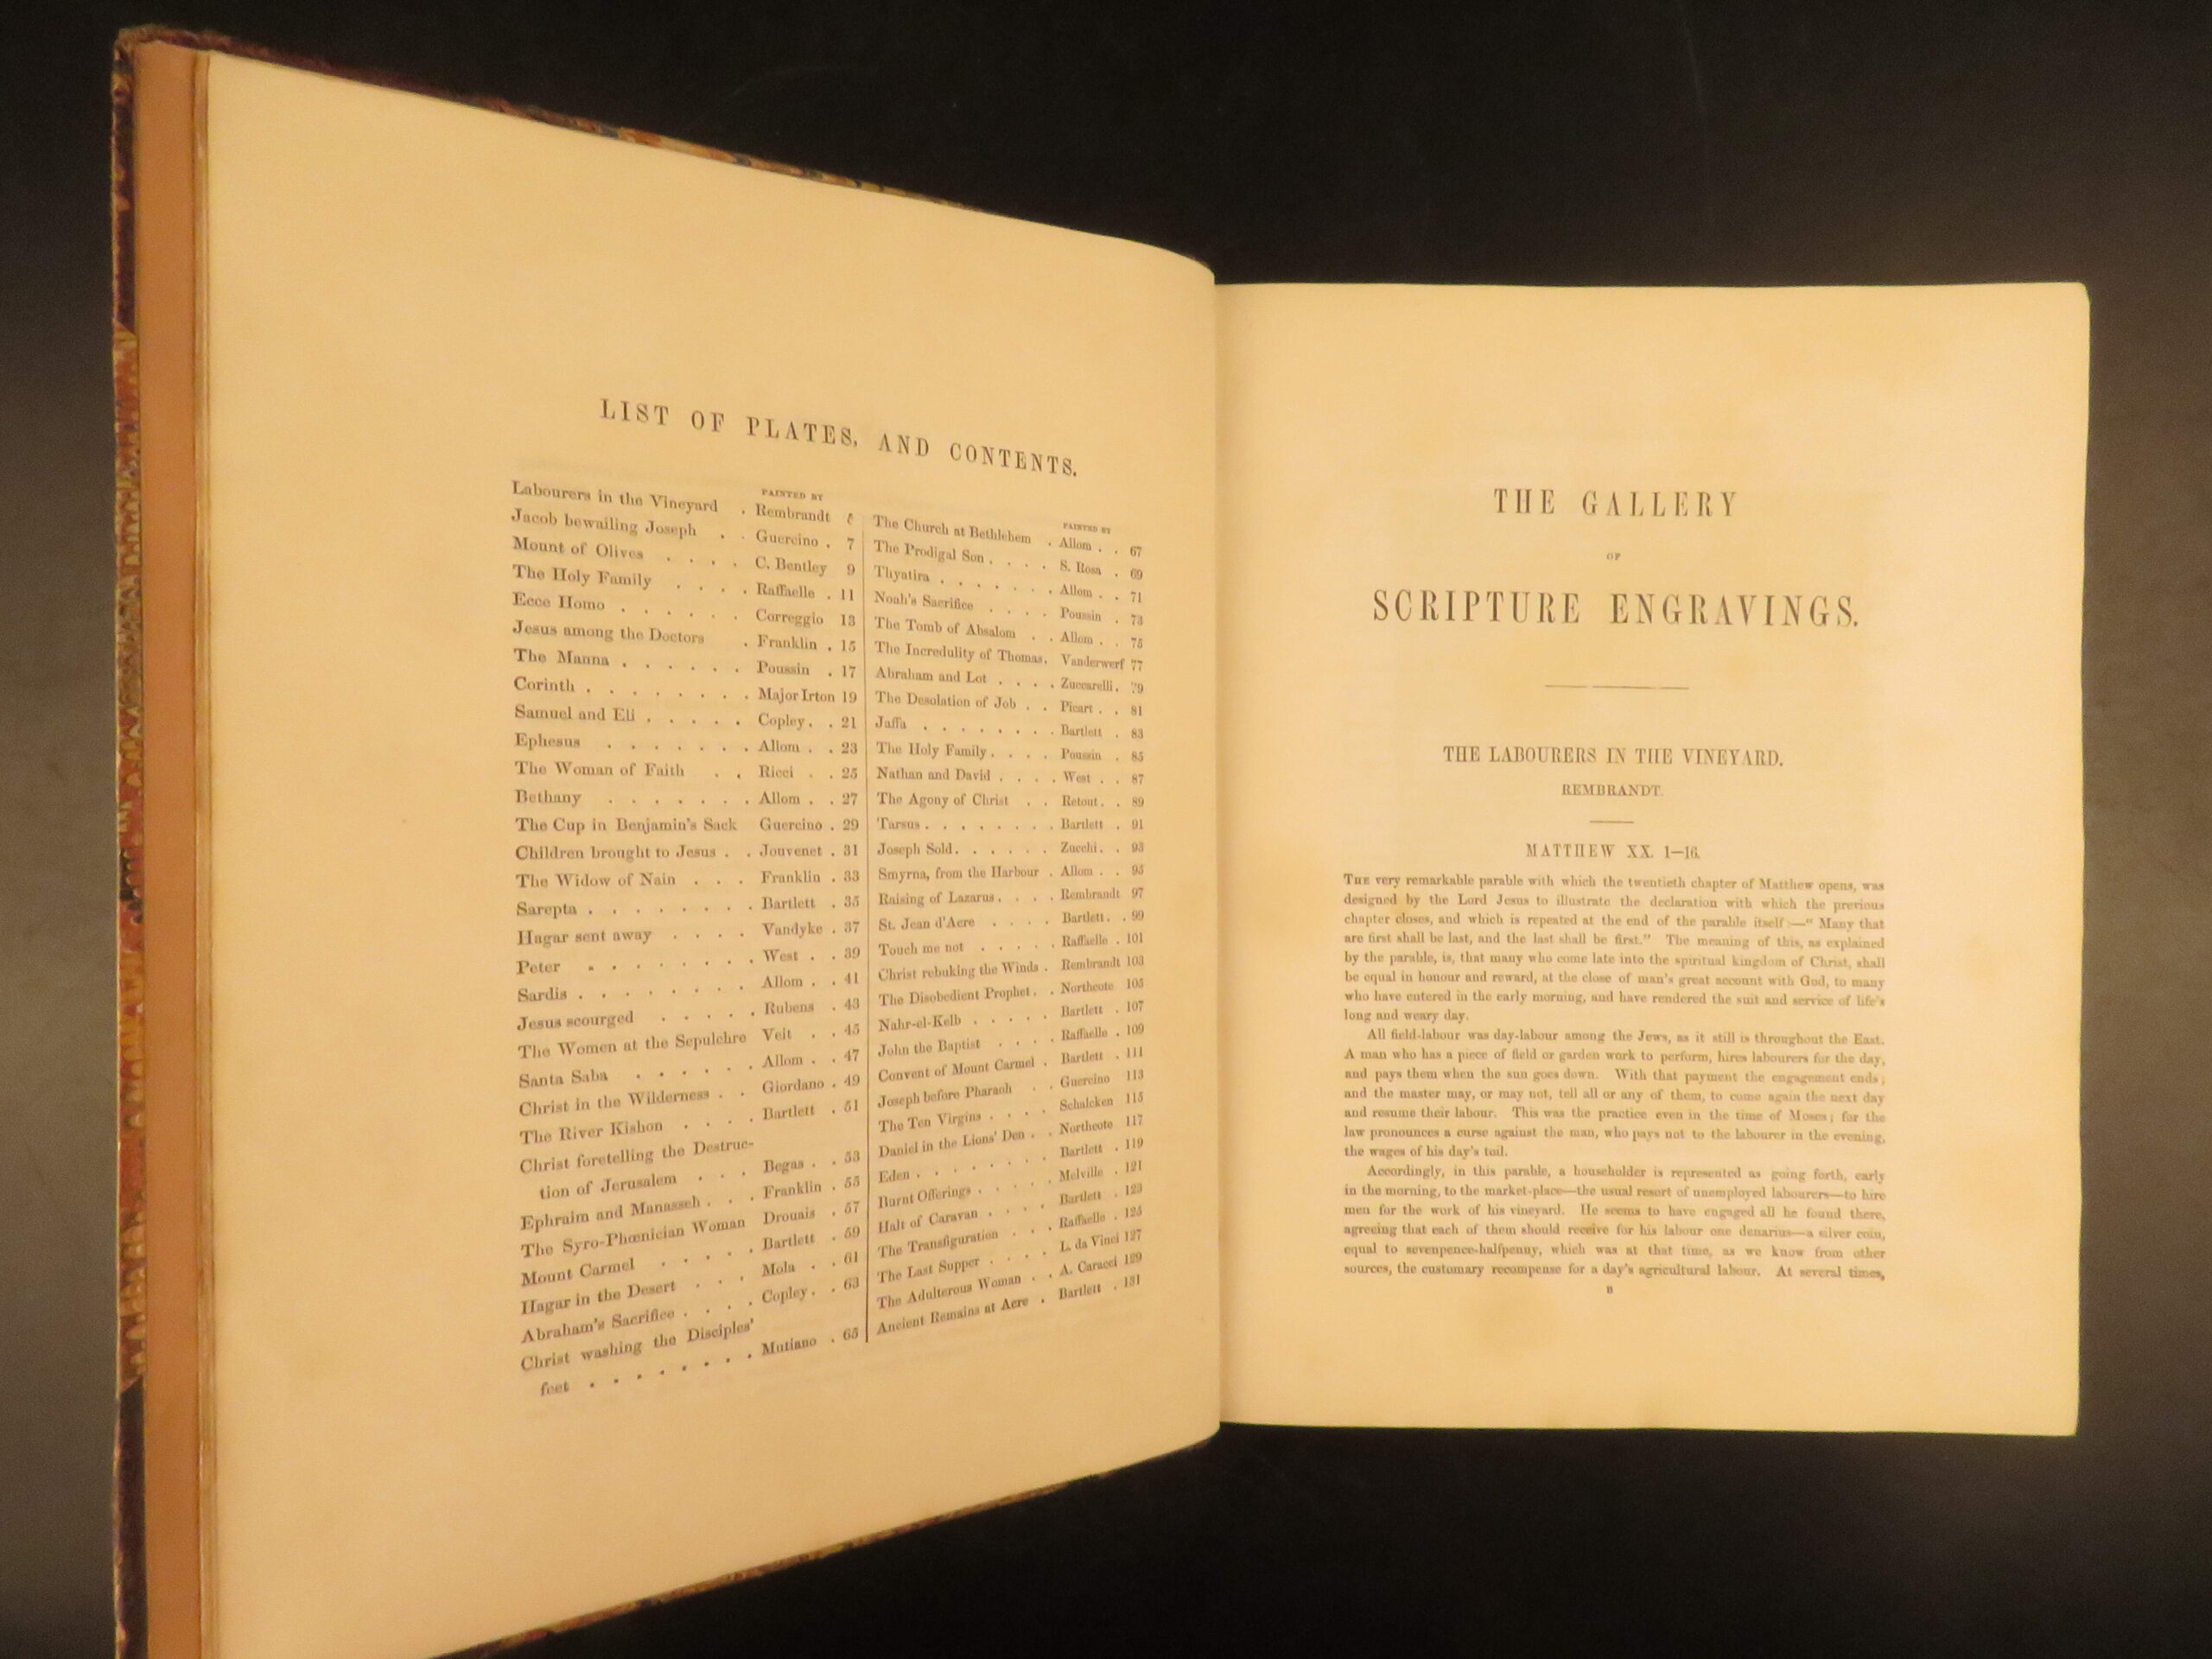 LIST OF PLATES, AND CONTENTS.
PAINTED BY
Labourers in the Vineyard . Rembrandt
Jacob bewailing Joseph . . Guercino . 7
Mount of Olives . . . . C. Bentley 9
The Holy Family . . . . Raffaelle . 11
Ecce Homo . . . . . . Correggio 13
Jesus among the Doctors . Franklin . 15
The Manna . . . . . . Poussin . 17
Corinth . . . . . . . . Major Irton 19
Samuel and Eli . . . . . Copley . . 21
Ephesus . . . . . . . Allom . . 23
The Woman of Faith . . Ricci . . 25
Bethany . . . . . . . Allom . . 27
The Cup in Benjamin's Sack Guercino . 29
Children brought to Jesus . . Jouvenet . 31
The Widow of Nain . . . Franklin . 33
Sarepta . . . . . . . . Bartlett . 35
Hagar sent away . . . . Vandyke . 37
Peter . . . . . . . . West . . 39
Sardis . . . . . . . . Allom . . 41
Jesus scourged . . . . . Rubens . 43
The Women at the Sepulchre Veit . . 45
Santa Saba . . . . . . Allom . . 47
Christ in the Wilderness . . Giordano . 49
The River Kishon . . . . Bartlett . 51
Christ foretelling the Destruc-
tion of Jerusalem . . . Begas . . 53
Ephraim and Manasseh . . . Franklin . 55
The Syro-Phœnician Woman Drouais . 57
Mount Carmel . . . . . Bartlett . 59
Hagar in the Desert . . . Mola . . 61
Abraham's Sacrifice . . . . Copley . . 63
Christ washing the Disciples'
feet . . . . . . . . Mutiano . 65
PAINTED BY
The Church at Bethlehem . Allom . . 67
The Prodigal Son . . . . S. Rosa . 69
Thyatira . . . . . . . Allom . . 71
Noah's Sacrifice . . . . Poussin . 73
The Tomb of Absalom . . Allom . . 75
The Incredulity of Thomas . Vanderwerf 77
Abraham and Lot . . . . Zuccarelli . 79
The Desolation of Job . . Picart . . 81
Jaffa . . . . . . . . Bartlett . 83
The Holy Family . . . . Poussin . 85
Nathan and David . . . . West . . 87
The Agony of Christ . . Retout . . 89
Tarsus . . . . . . . . Bartlett . 91
Joseph Sold . . . . . . Zucchi . . 93
Smyrna, from the Harbour . Allom . . 95
Raising of Lazarus . . . . Rembrandt 97
St. Jean d'Acre . . . . Bartlett . . 99
Touch me not . . . . . Raffaelle . 101
Christ rebuking the Winds . Rembrandt 103
The Disobedient Prophet . . Northcote 105
Nahr-el-Kelb . . . . . Bartlett . 107
John the Baptist . . . . Raffaelle . 109
Convent of Mount Carmel . Bartlett . 111
Joseph before Pharaoh . . Guercino 113
The Ten Virgins . . . . Schalcken 115
Daniel in the Lions' Den . . Northcote 117
Eden . . . . . . . . Bartlett . 119
Burnt Offerings . . . . . Melville . 121
Halt of Caravan . . . . Bartlett . 123
The Transfiguration . . . Raffaelle . 125
The Last Supper . . . . L. da Vinci 127
The Adulterous Woman . . A. Caracci 129
Ancient Remains at Acre . Bartlett . 131
THE GALLERY
OF
SCRIPTURE ENGRAVINGS.
THE LABOURERS IN THE VINEYARD.
REMBRANDT.
MATTHEW XX. 1—16.
THE very remarkable parable with which the twentieth chapter of Matthew opens, was
designed by the Lord Jesus to illustrate the declaration with which the previous
chapter closes, and which is repeated at the end of the parable itself:—" Many that
are first shall be last, and the last shall be first." The meaning of this, as explained
by the parable, is, that many who come late into the spiritual kingdom of Christ, shall
be equal in honour and reward, at the close of man's great account with God, to many
who have entered in the early morning, and have rendered the suit and service of life's
long and weary day.
All field-labour was day-labour among the Jews, as it still is throughout the East.
A man who has a piece of field or garden work to perform, hires labourers for the day,
and pays them when the sun goes down. With that payment the engagement ends;
and the master may, or may not, tell all or any of them, to come again the next day
and resume their labour. This was the practice even in the time of Moses; for the
law pronounces a curse against the man, who pays not to the labourer in the evening,
the wages of his day's toil.
Accordingly, in this parable, a householder is represented as going forth, early
in the morning, to the market-place—the usual resort of unemployed labourers—to hire
men for the work of his vineyard. He seems to have engaged all he found there,
agreeing that each of them should receive for his labour one denarius—a silver coin,
equal to sevenpence-halfpenny, which was at that time, as we know from other
sources, the customary recompense for a day's agricultural labour. At several times,
B